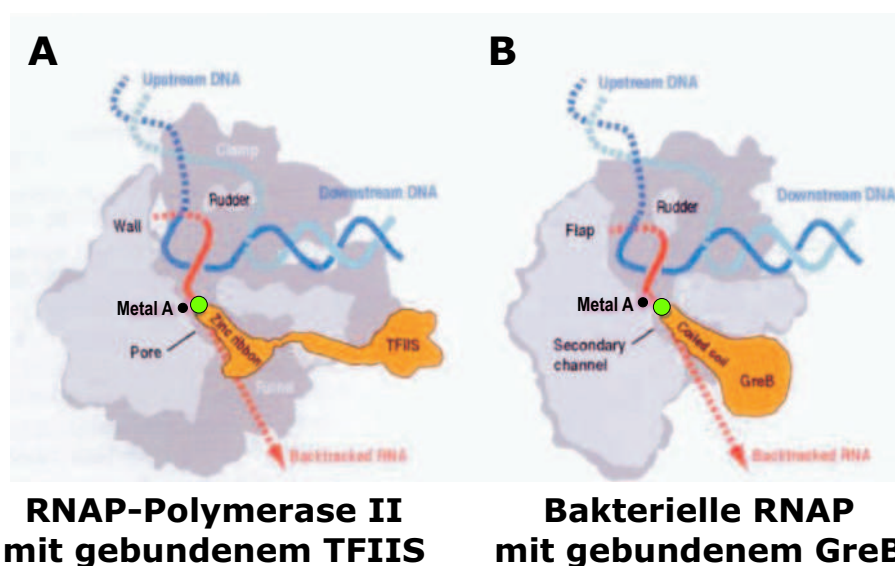 A
Upstream DNA
Clamp
Rudder
Downstream DNA
Wall
Metal A
Zinc ribbon
TFIIS
Pore
Funnel
Backtracked RNA
RNAP-Polymerase II
mit gebundenem TFIIS
B
Upstream DNA
Rudder
Downstream DNA
Flap
Metal A
Coiled coil
Secondary
channel
GreB
Backtracked RNA
Bakterielle RNAP
mit gebundenem GreB